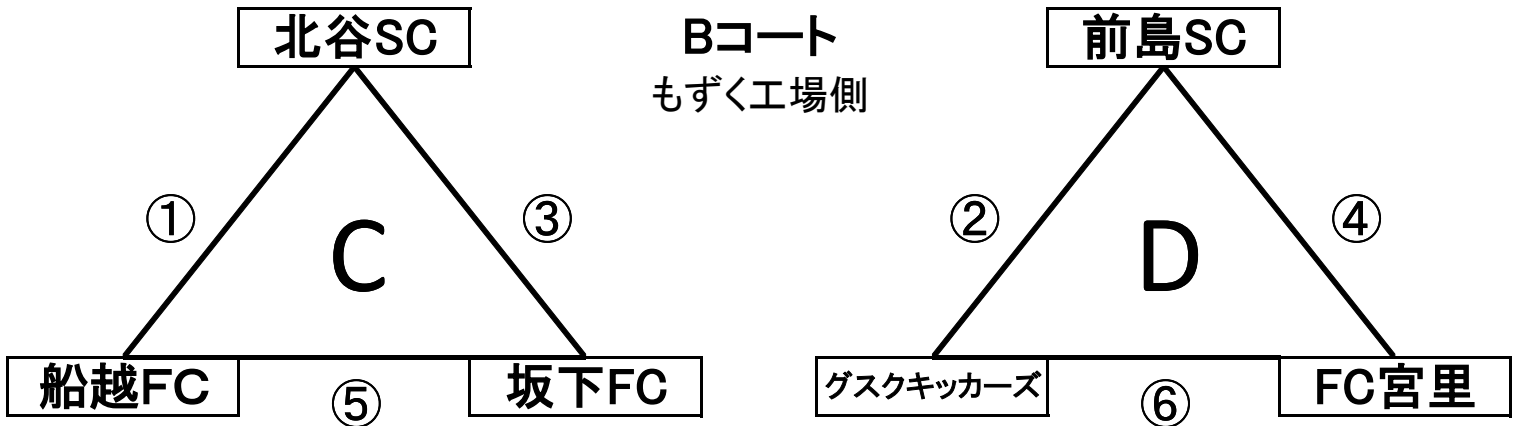 北谷SC
Bコート
前島SC
もずく工場側
①
③
②
④
C
D
船越FC
坂下FC
グスクキッカーズ
FC宮里
⑤
⑥